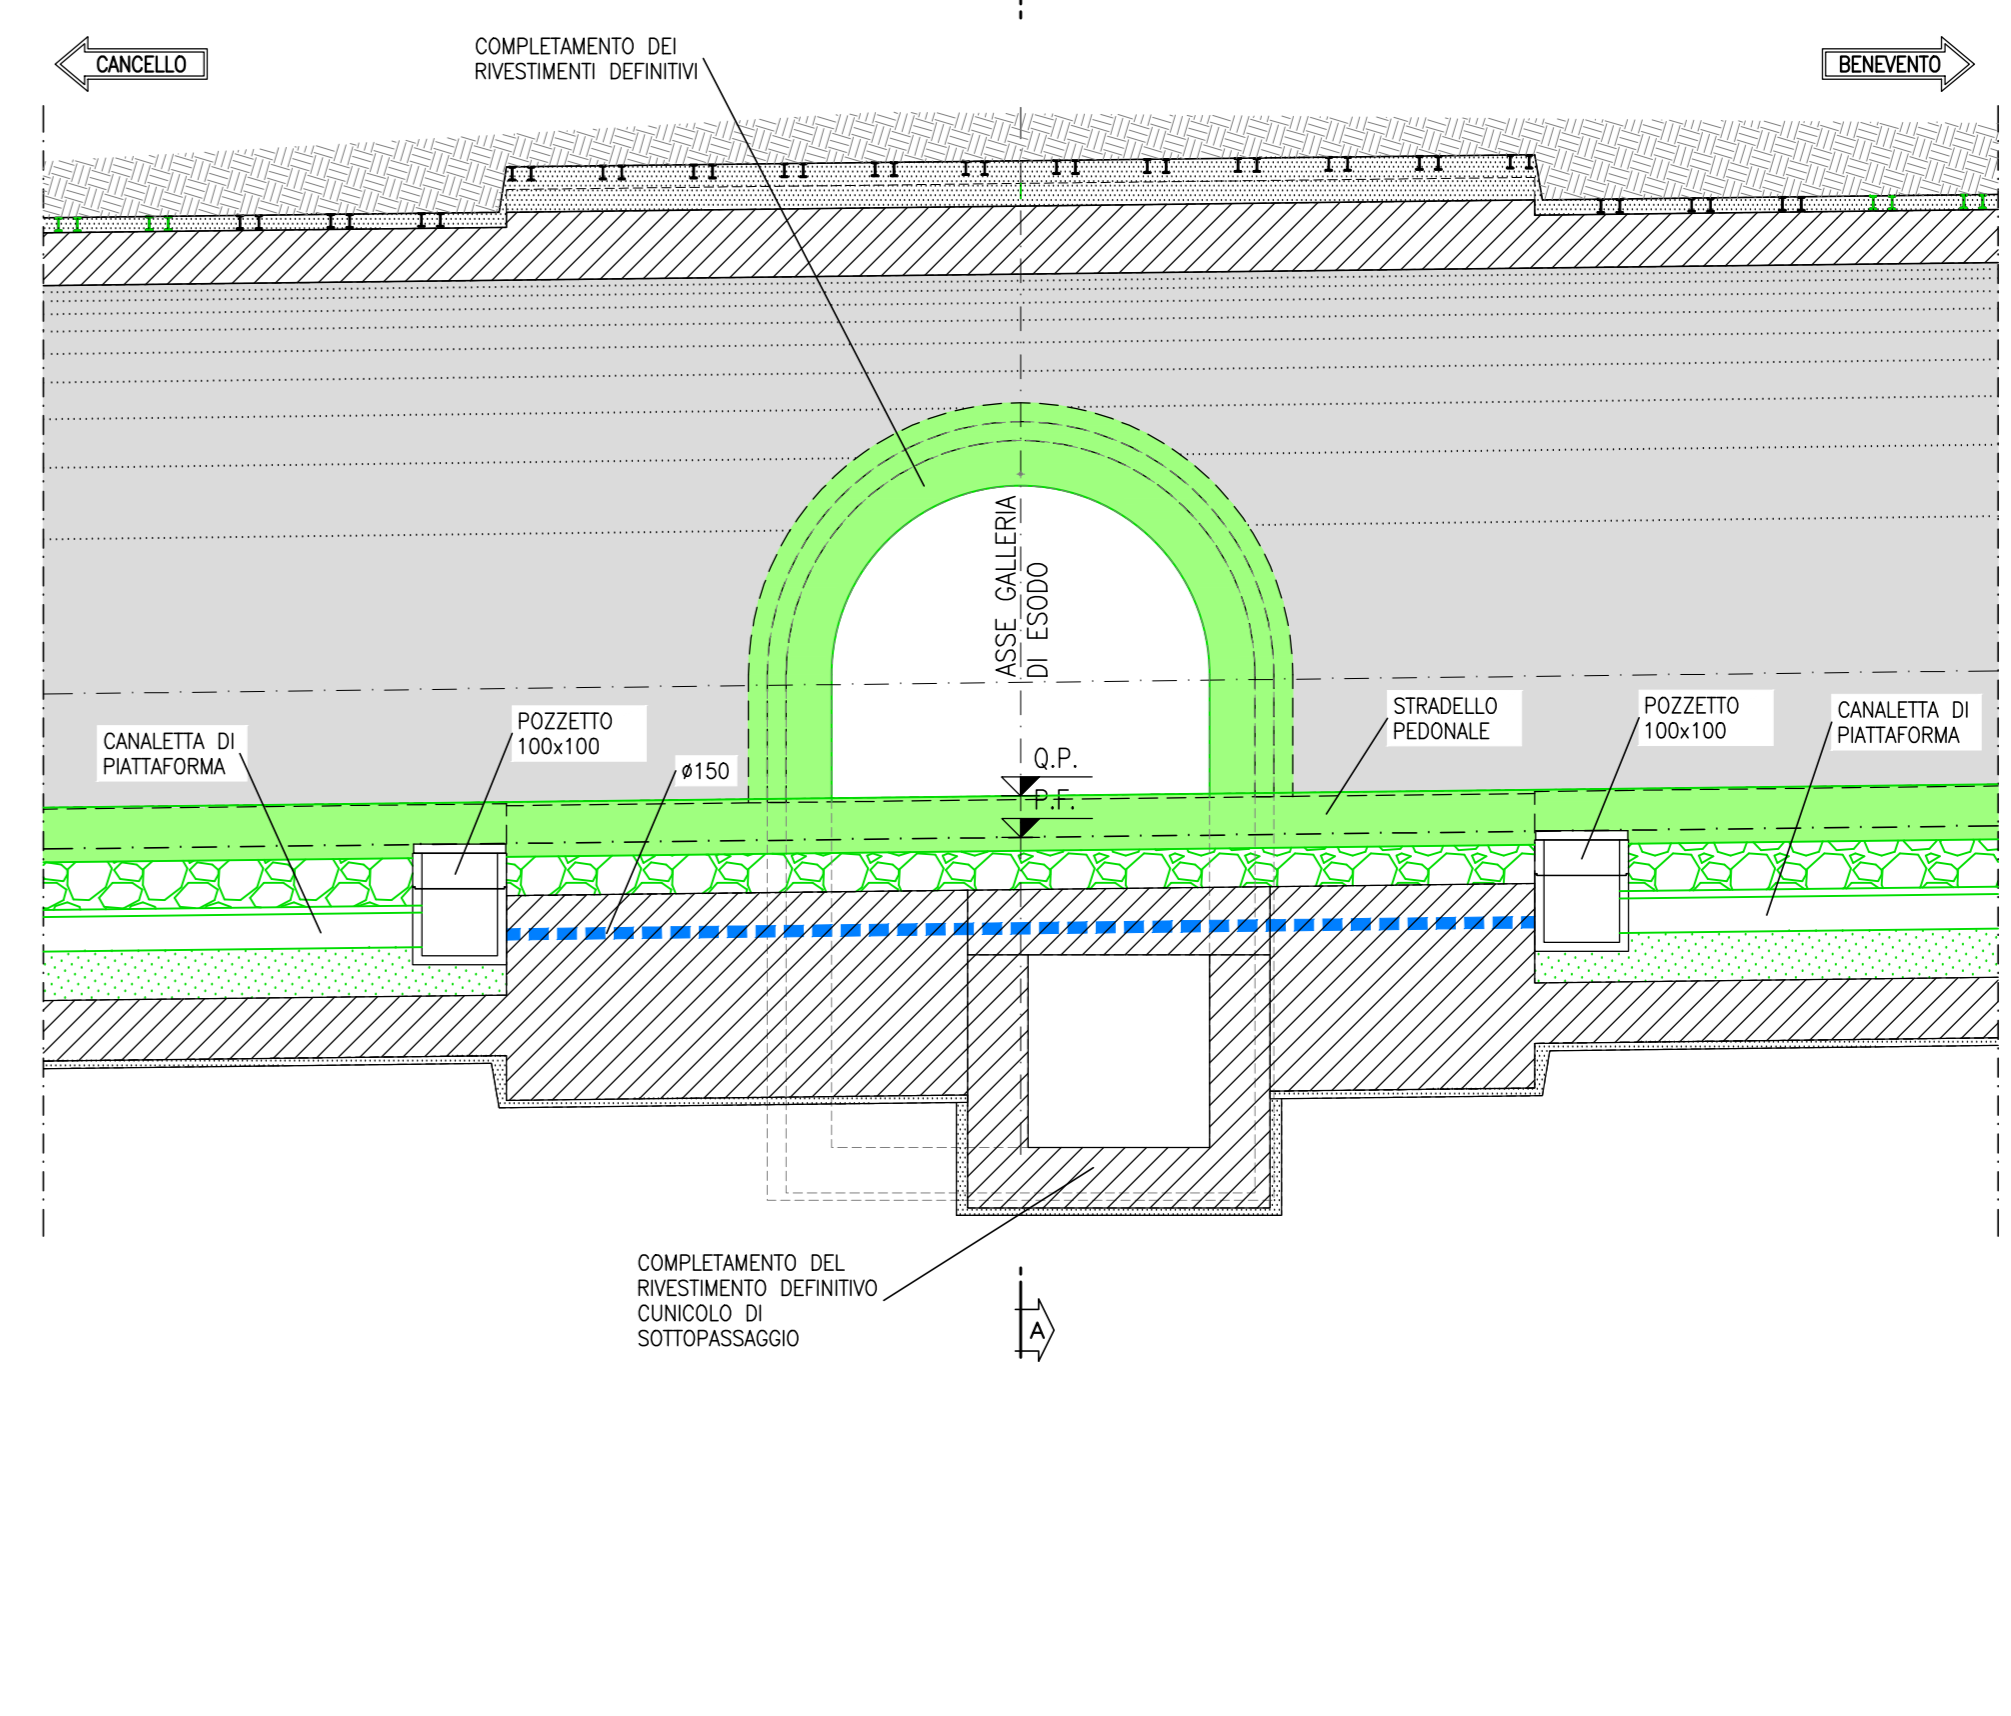 CANCELLO
COMPLETAMENTO DEI
RIVESTIMENTI DEFINITIVI
BENEVENTO
ASSE GALLERIA
DI ESODO
CANALETTA DI
PIATTAFORMA
POZZETTO
100x100
ø150
Q.P.
P.F.
STRADELLO
PEDONALE
POZZETTO
100x100
CANALETTA DI
PIATTAFORMA
COMPLETAMENTO DEL
RIVESTIMENTO DEFINITIVO
CUNICOLO DI
SOTTOPASSAGGIO
A